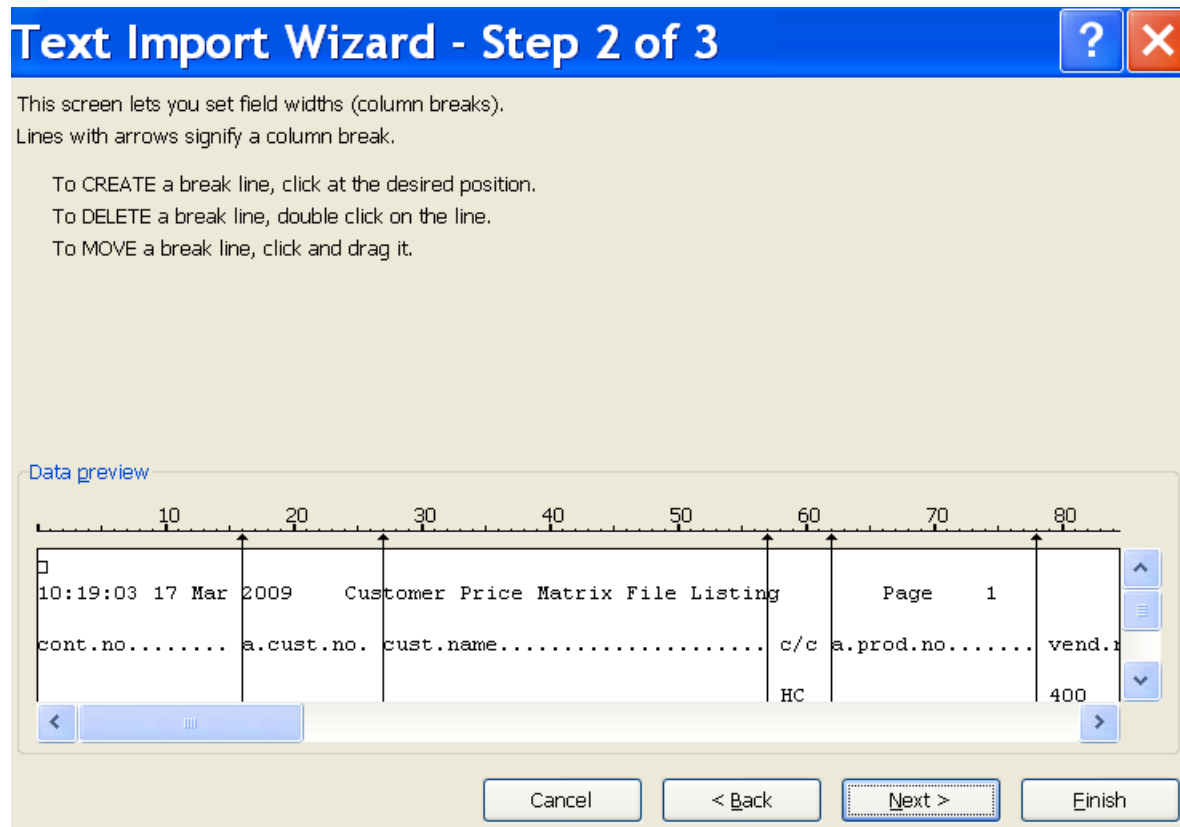 Text Import Wizard - Step 2 of 3
This screen lets you set field widths (column breaks).
Lines with arrows signify a column break.
To CREATE a break line, click at the desired position.
To DELETE a break line, double click on the line.
To MOVE a break line, click and drag it.
Data preview
10 20 30 40 50 60 70 80
10:19:03 17 Mar 2009 Customer Price Matrix File Listing Page 1
cont.no........ a.cust.no. cust.name..................... c/c a.prod.no....... vend.
HC 400
Cancel < Back Next > Finish